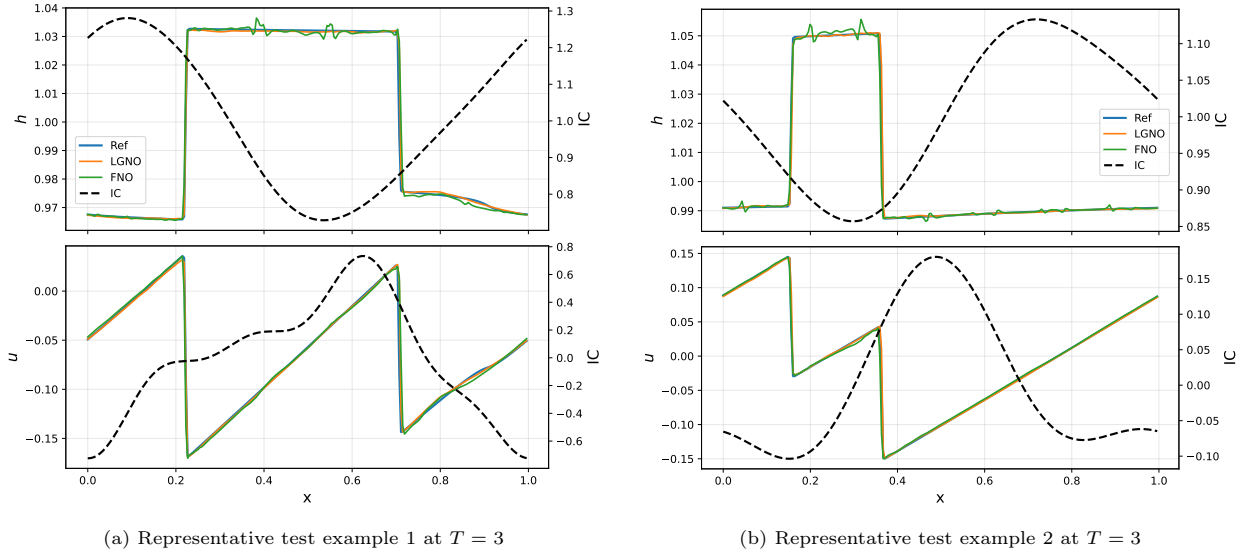 1.04
1.03
1.02
1.01
1.00
0.99
0.98
0.97
h
1.3
1.2
1.1
1.0
0.9
0.8
0.7
IC
Ref
LGNO
FNO
IC
0.00
−0.05
−0.10
−0.15
u
0.8
0.6
0.4
0.2
0.0
−0.2
−0.4
−0.6
IC
0.0 0.2 0.4 0.6 0.8 1.0
x
(a) Representative test example 1 at T = 3
1.05
1.04
1.03
1.02
1.01
1.00
0.99
h
1.10
1.05
1.00
0.95
0.90
0.85
IC
Ref
LGNO
FNO
IC
0.15
0.10
0.05
0.00
−0.05
−0.10
−0.15
u
0.15
0.10
0.05
0.00
−0.05
−0.10
IC
0.0 0.2 0.4 0.6 0.8 1.0
x
(b) Representative test example 2 at T = 3